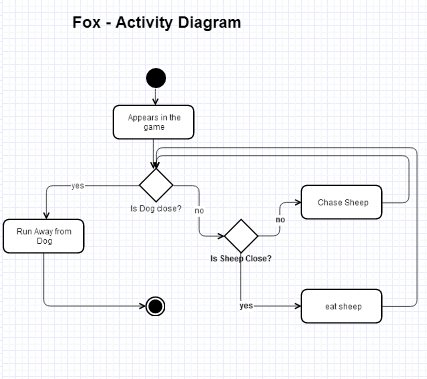 Fox - Activity Diagram
Appears in the
game
yes
Is Dog close?
no
no
Chase Sheep
Run Away from
Dog
Is Sheep Close?
yes
eat sheep